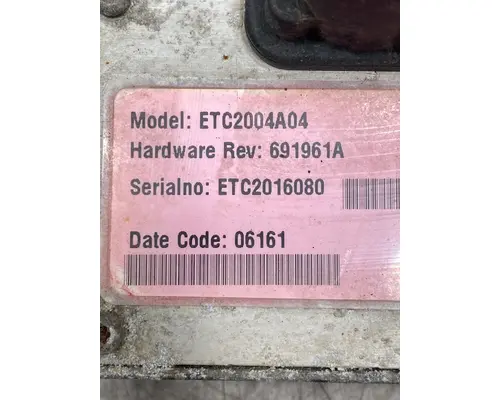 Model: ETC2004A04
Hardware Rev: 691961A
Serialno: ETC2016080
Date Code: 06161